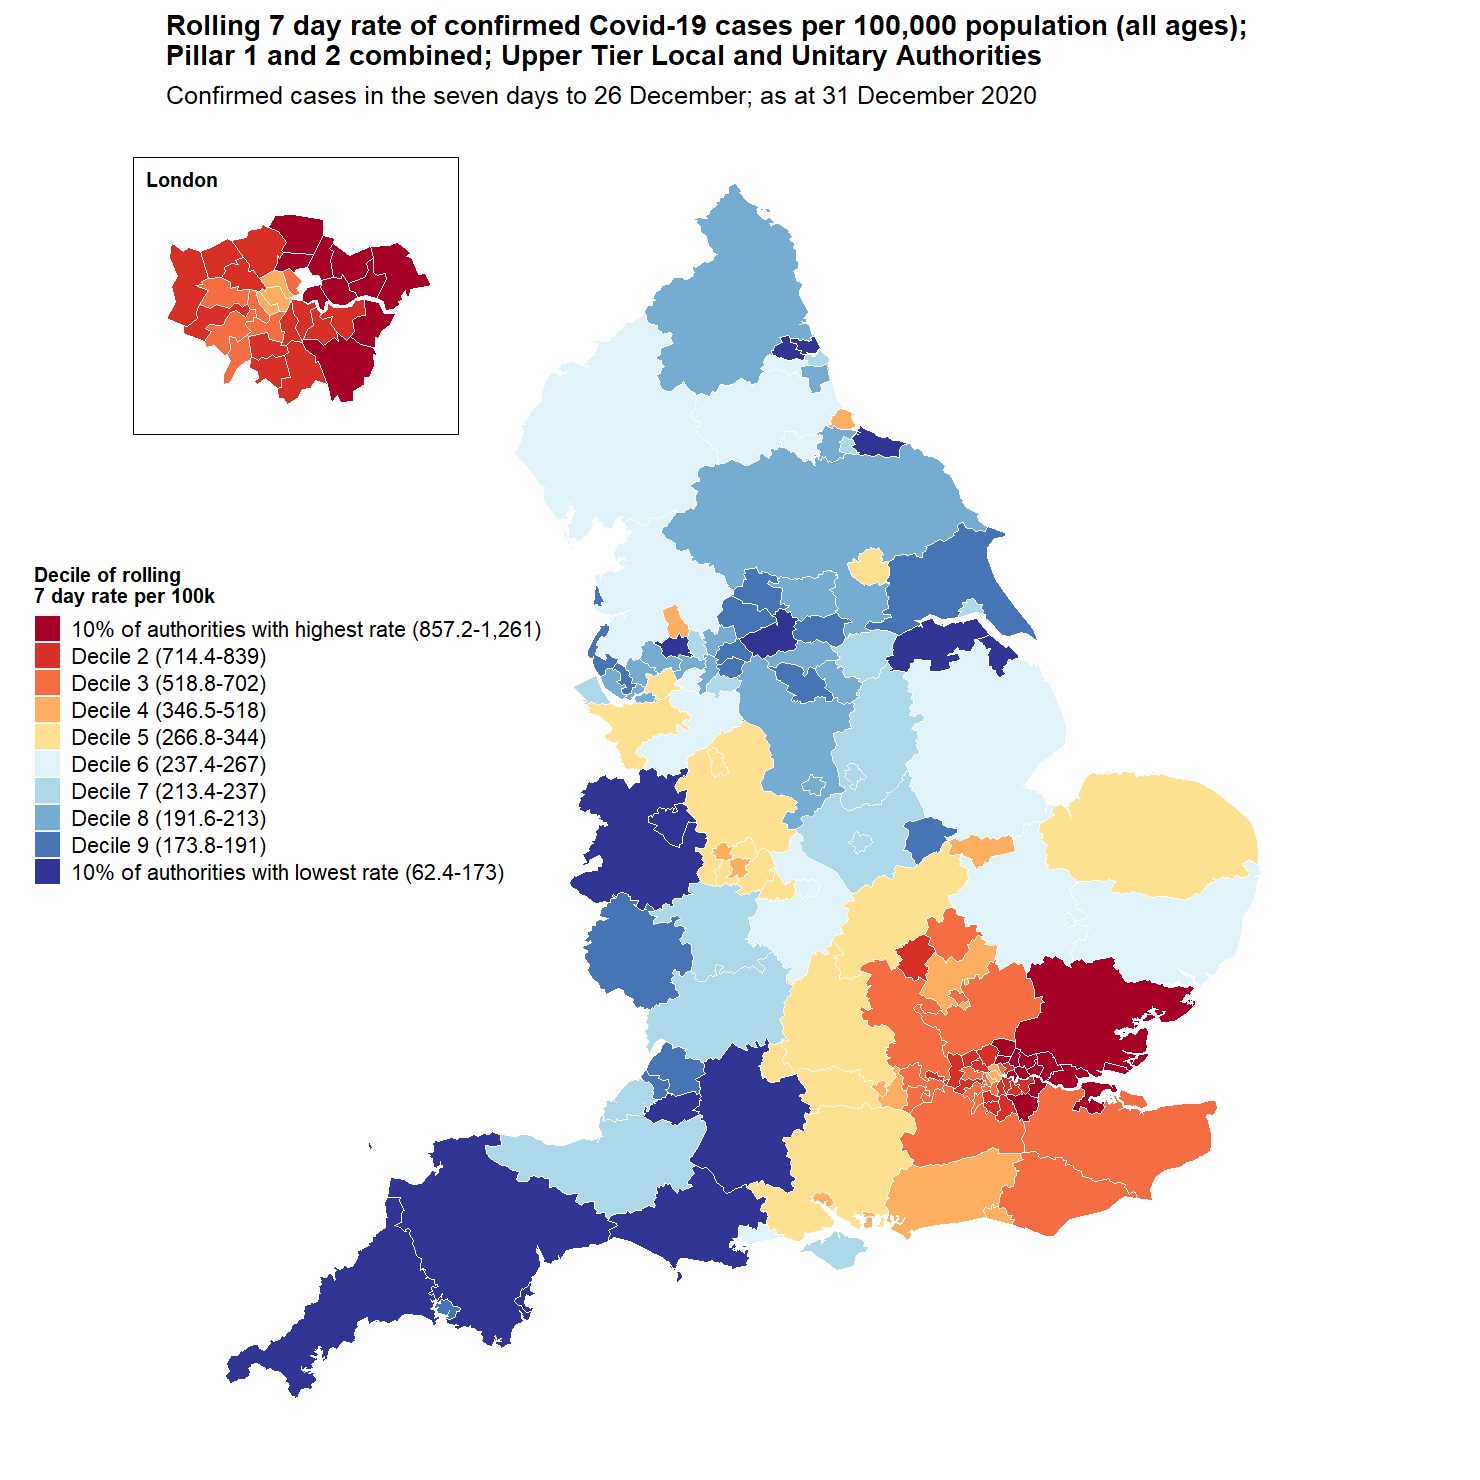 Rolling 7 day rate of confirmed Covid-19 cases per 100,000 population (all ages);
Pillar 1 and 2 combined; Upper Tier Local and Unitary Authorities
Confirmed cases in the seven days to 26 December; as at 31 December 2020
London
Decile of rolling
7 day rate per 100k
10% of authorities with highest rate (857.2-1,261)
Decile 2 (714.4-839)
Decile 3 (518.8-702)
Decile 4 (346.5-518)
Decile 5 (266.8-344)
Decile 6 (237.4-267)
Decile 7 (213.4-237)
Decile 8 (191.6-213)
Decile 9 (173.8-191)
10% of authorities with lowest rate (62.4-173)